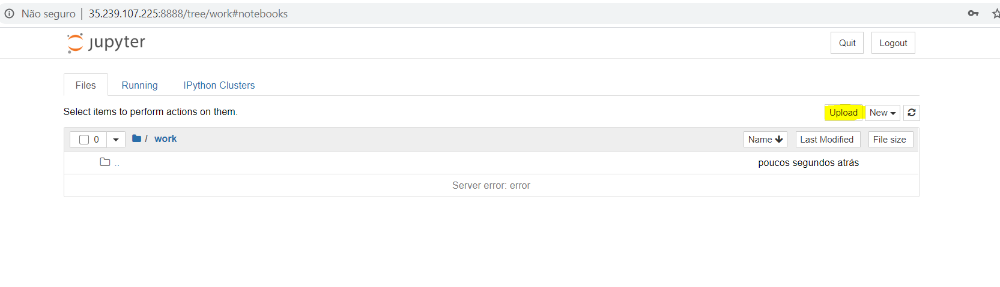 Não seguro | 35.239.107.225:8888/tree/work#notebooks
jupyter
Quit Logout
Files Running IPython Clusters
Select items to perform actions on them.
Upload New
0 / work Name Last Modified File size
.. poucos segundos atrás
Server error: error